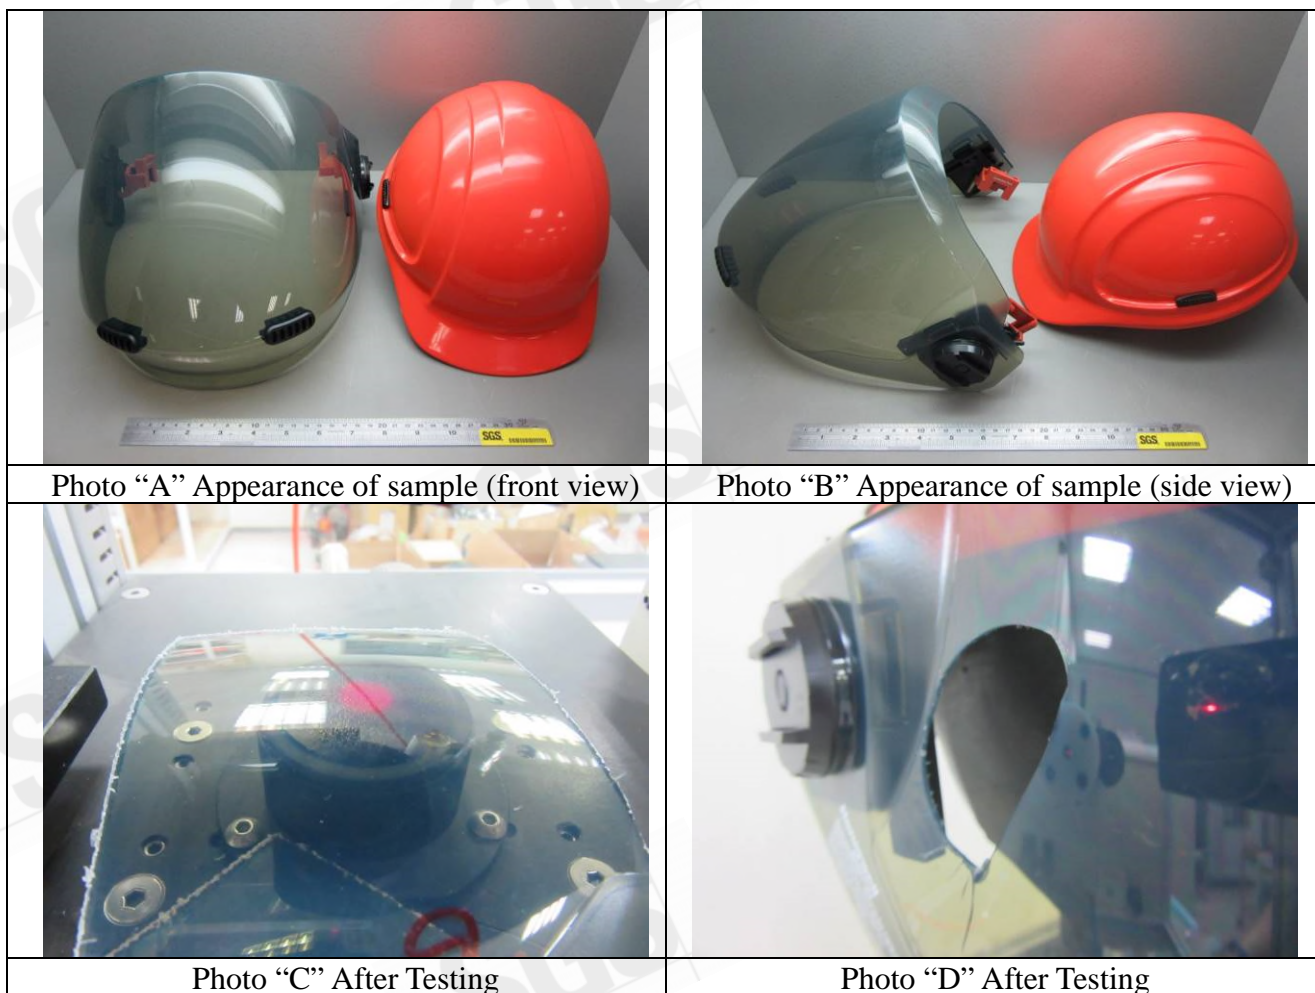 SGS
SGS
Photo “A” Appearance of sample (front view)
Photo “B” Appearance of sample (side view)
Photo “C” After Testing
Photo “D” After Testing